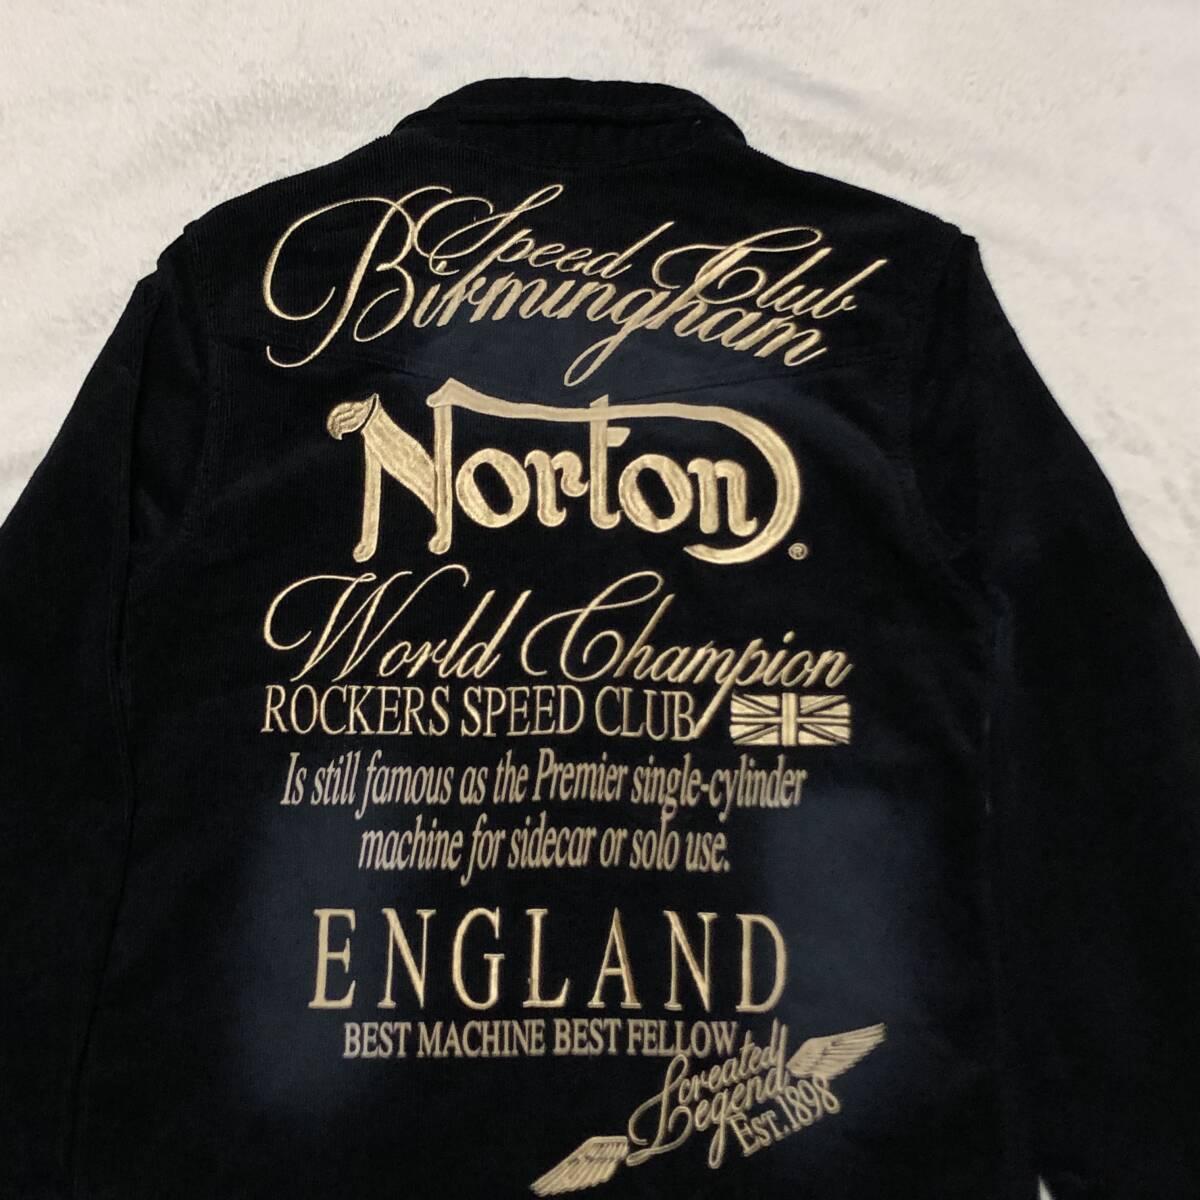 Speed Club
Birmingham
Norton
®
World Champion
ROCKERS SPEED CLUB
Is still famous as the Premier single-cylinder
machine for sidecar or solo use.
ENGLAND
BEST MACHINE BEST FELLOW
created
Legend
EST.1898